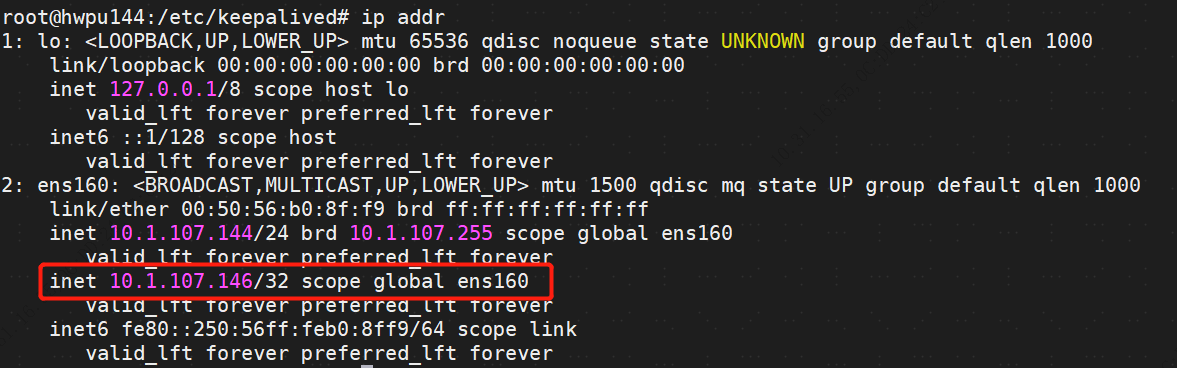 root@hwpu144:/etc/keepalived# ip addr
1: lo: <LOOPBACK,UP,LOWER_UP> mtu 65536 qdisc noqueue state UNKNOWN group default qlen 1000
    link/loopback 00:00:00:00:00:00 brd 00:00:00:00:00:00
    inet 127.0.0.1/8 scope host lo
       valid_lft forever preferred_lft forever
    inet6 ::1/128 scope host
       valid_lft forever preferred_lft forever
2: ens160: <BROADCAST,MULTICAST,UP,LOWER_UP> mtu 1500 qdisc mq state UP group default qlen 1000
    link/ether 00:50:56:b0:8f:f9 brd ff:ff:ff:ff:ff:ff
    inet 10.1.107.144/24 brd 10.1.107.255 scope global ens160
       valid_lft forever preferred_lft forever
    inet 10.1.107.146/32 scope global ens160
       valid_lft forever preferred_lft forever
    inet6 fe80::250:56ff:feb0:8ff9/64 scope link
       valid_lft forever preferred_lft forever